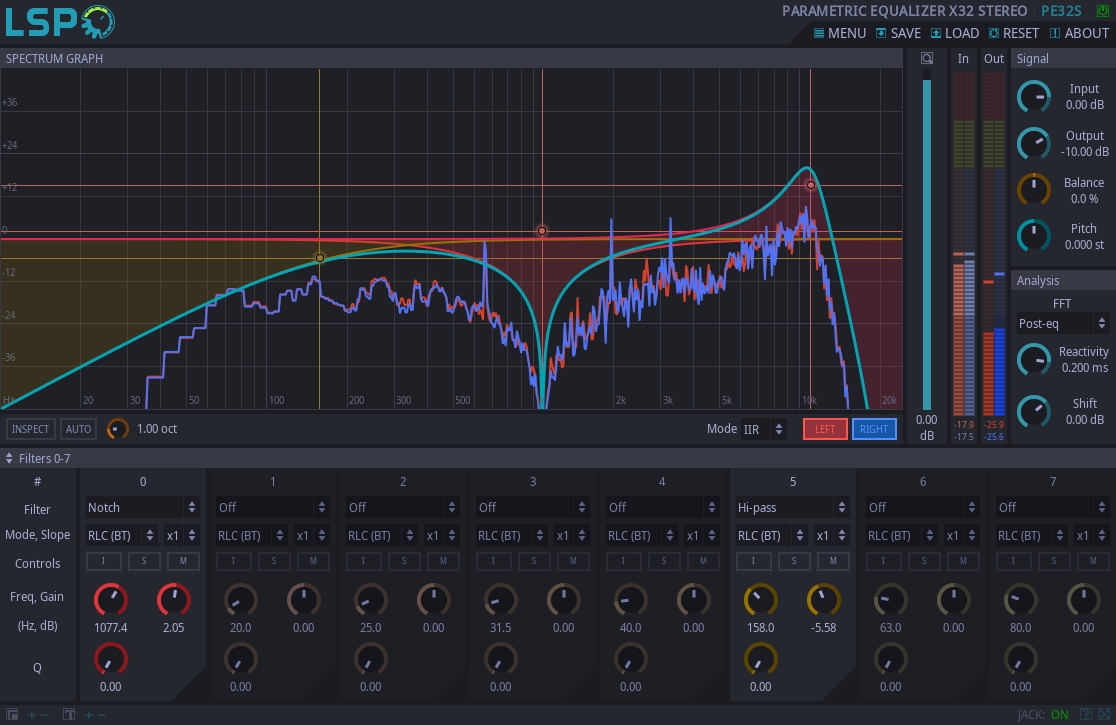 LSP
PARAMETRIC EQUALIZER X32 STEREO PE32S
MENU SAVE LOAD RESET ABOUT
SPECTRUM GRAPH
In Out Signal
Input
0.00 dB
Output
-10.00 dB
Balance
0.0 %
Pitch
0.000 st
Analysis
FFT
Post-eq
Reactivity
0.200 ms
Shift
0.00 dB
+36
+24
+12
0
-12
-24
-36
Hz 20 30 50 100 200 300 500 2k 3k 5k 10k 20k
0.00
dB
-17.9 -25.9
-17.5 -25.6
INSPECT AUTO 1.00 oct Mode IIR LEFT RIGHT
Filters 0-7
# 0 1 2 3 4 5 6 7
Filter Notch Off Off Off Off Hi-pass Off Off
Mode, Slope RLC (BT) x1 RLC (BT) x1 RLC (BT) x1 RLC (BT) x1 RLC (BT) x1 RLC (BT) x1 RLC (BT) x1 RLC (BT) x1
Controls I S M I S M I S M I S M I S M I S M I S M I S M
Freq, Gain
(Hz, dB) 1077.4 2.05 20.0 0.00 25.0 0.00 31.5 0.00 40.0 0.00 158.0 -5.58 63.0 0.00 80.0 0.00
Q
0.00 0.00 0.00 0.00 0.00 0.00 0.00 0.00
JACK: ON